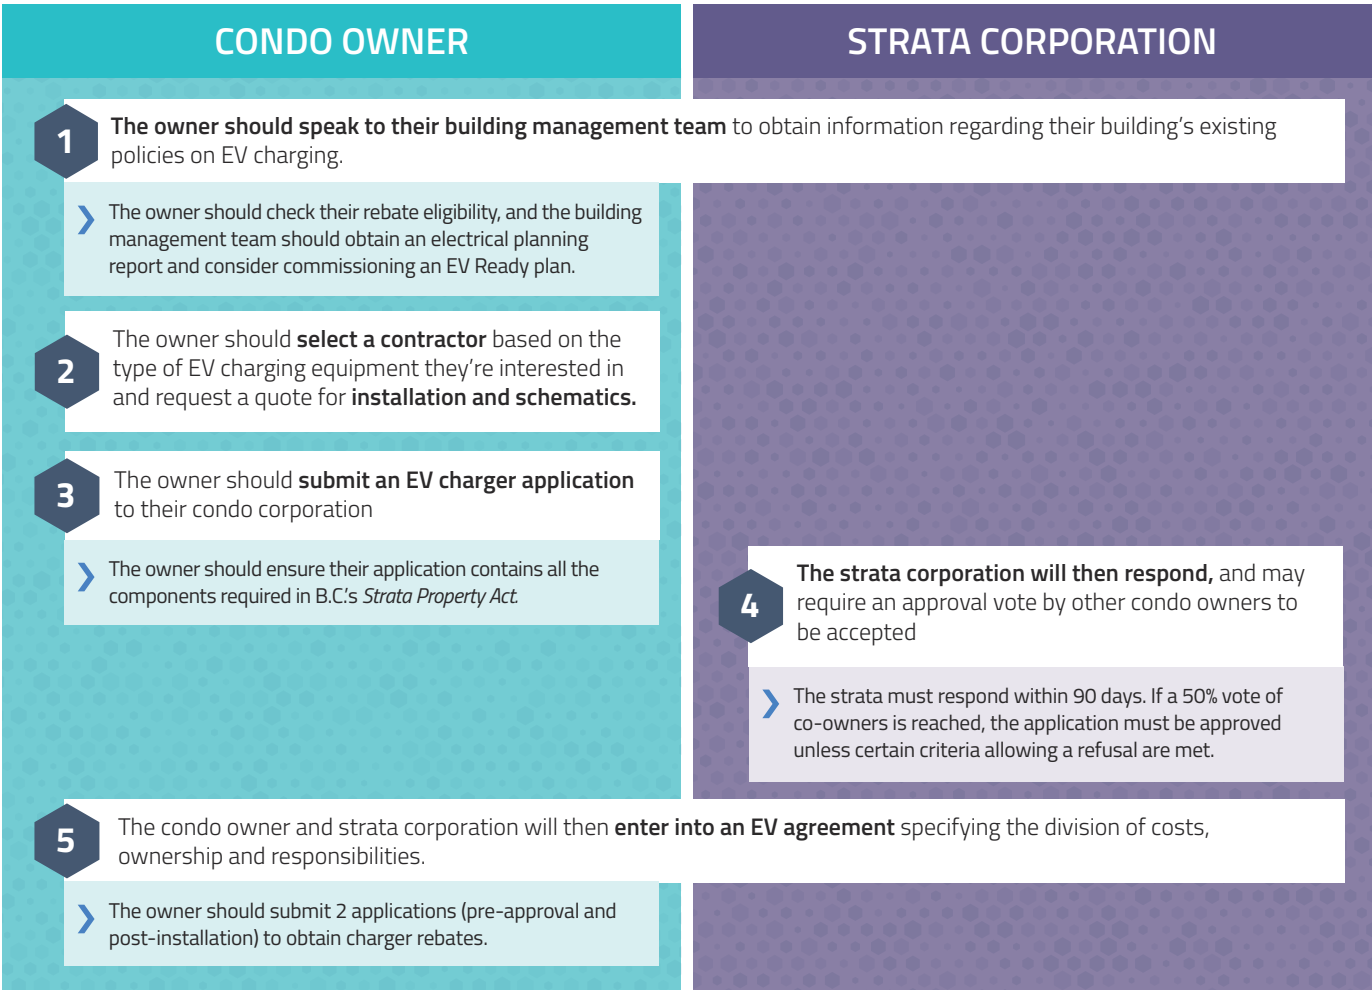 CONDO OWNER
STRATA CORPORATION
1
The owner should speak to their building management team to obtain information regarding their building's existing
policies on EV charging.
❯ The owner should check their rebate eligibility, and the building
management team should obtain an electrical planning
report and consider commissioning an EV Ready plan.
2
The owner should select a contractor based on the
type of EV charging equipment they're interested in
and request a quote for installation and schematics.
3
The owner should submit an EV charger application
to their condo corporation
❯ The owner should ensure their application contains all the
components required in B.C.'s Strata Property Act.
4
The strata corporation will then respond, and may
require an approval vote by other condo owners to
be accepted
❯ The strata must respond within 90 days. If a 50% vote of
co-owners is reached, the application must be approved
unless certain criteria allowing a refusal are met.
5
The condo owner and strata corporation will then enter into an EV agreement specifying the division of costs,
ownership and responsibilities.
❯ The owner should submit 2 applications (pre-approval and
post-installation) to obtain charger rebates.